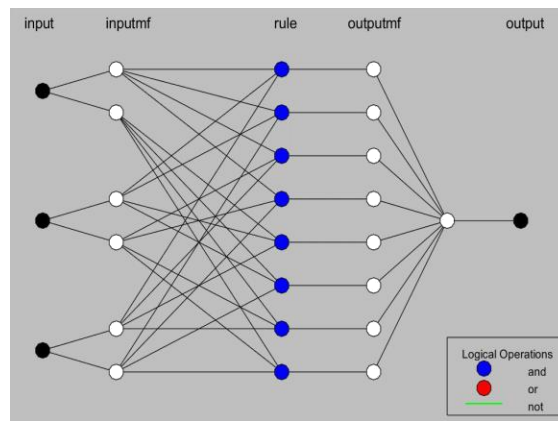 input inputmf rule outputmf output
Logical Operations
and
or
not